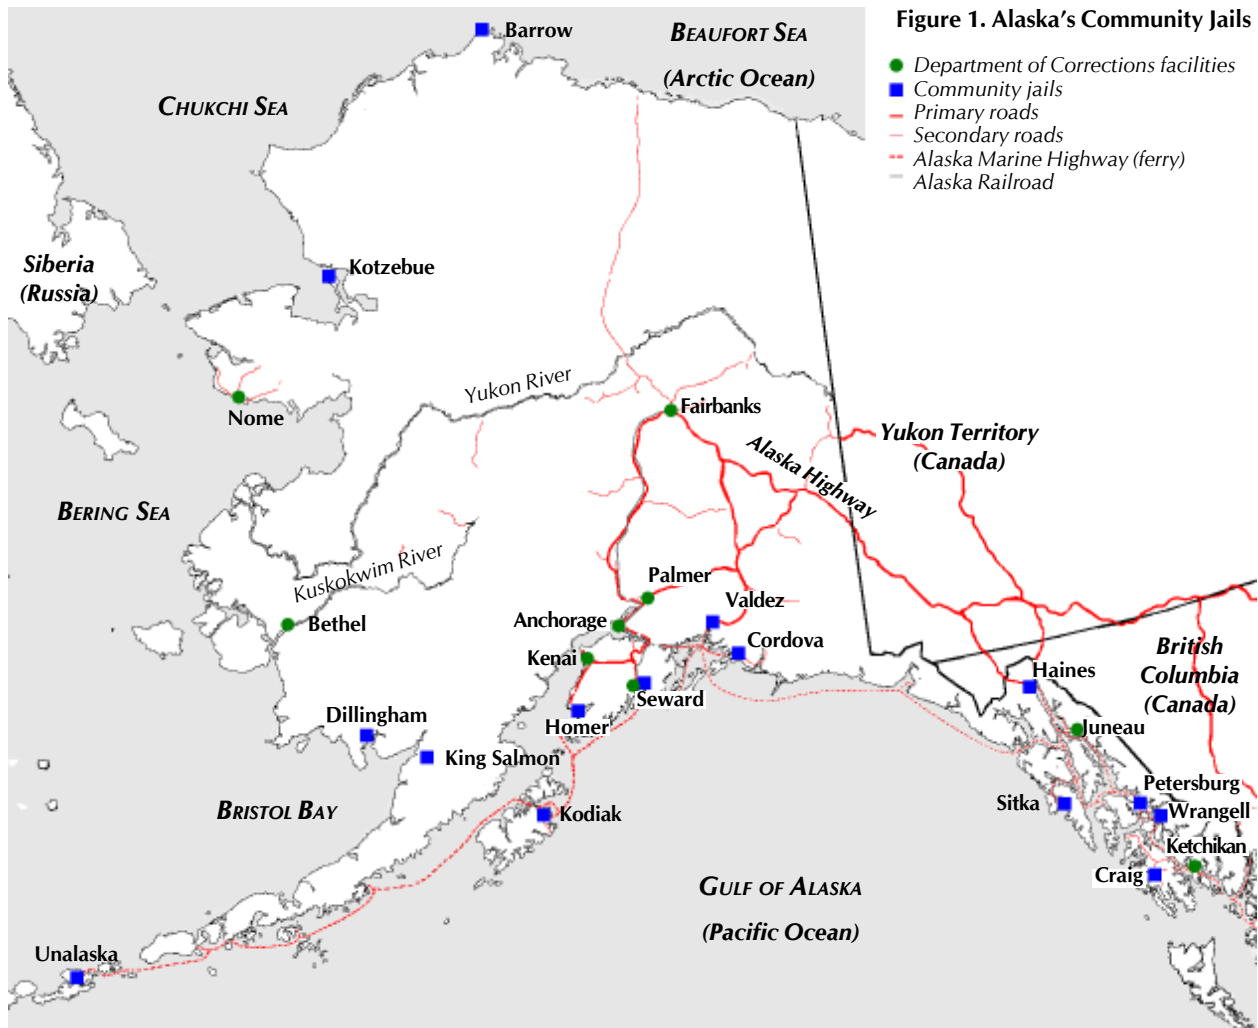 Figure 1. Alaska's Community Jails
Department of Corrections facilities
Community jails
Primary roads
Secondary roads
Alaska Marine Highway (ferry)
Alaska Railroad
Barrow
BEAUFORT SEA
(Arctic Ocean)
CHUKCHI SEA
Siberia
(Russia)
Kotzebue
Nome
Yukon River
Fairbanks
Alaska Highway
Yukon Territory
(Canada)
BERING SEA
Kuskokwim River
Bethel
Palmer
Anchorage
Valdez
Kenai
Cordova
Seward
Homer
Haines
British
Columbia
(Canada)
Juneau
Dillingham
King Salmon
BRISTOL BAY
Kodiak
Sitka
Petersburg
Wrangell
Ketchikan
Craig
GULF OF ALASKA
(Pacific Ocean)
Unalaska